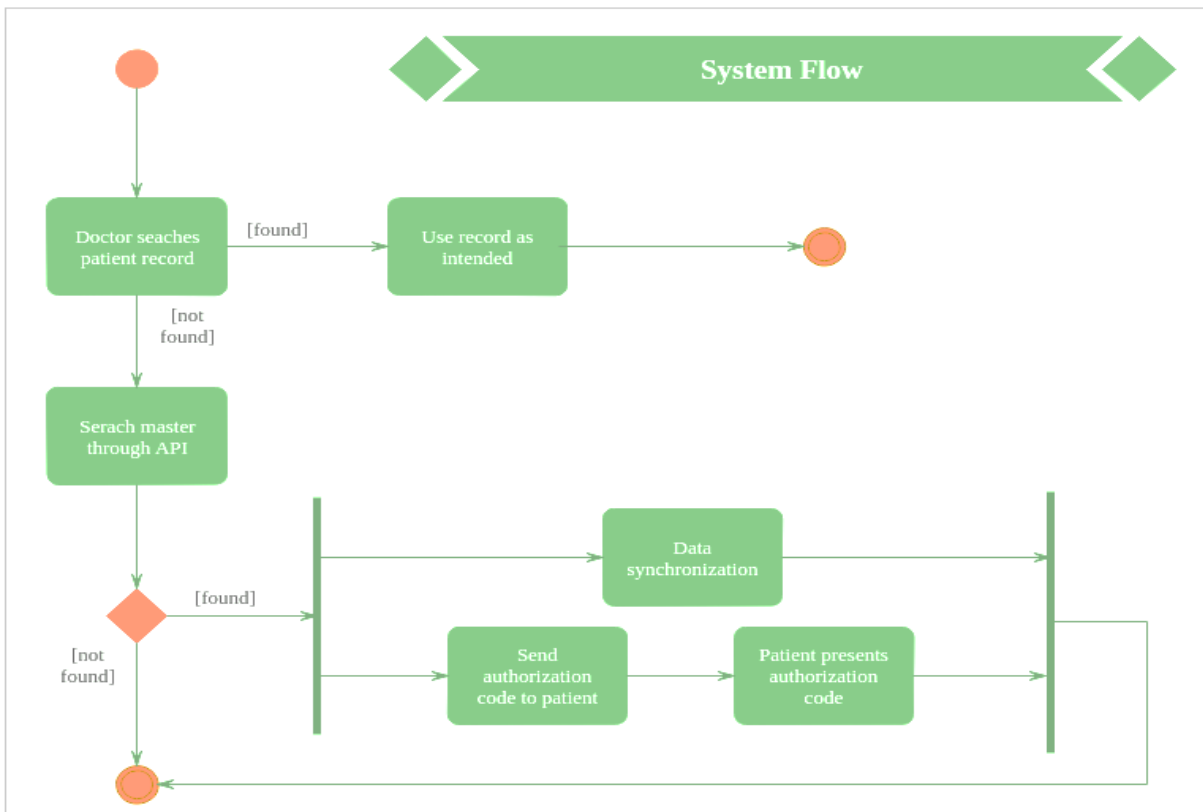 System Flow
Doctor seaches
patient record
[found]
Use record as
intended
[not
found]
Serach master
through API
[found]
[not
found]
Data
synchronization
Send
authorization
code to patient
Patient presents
authorization
code